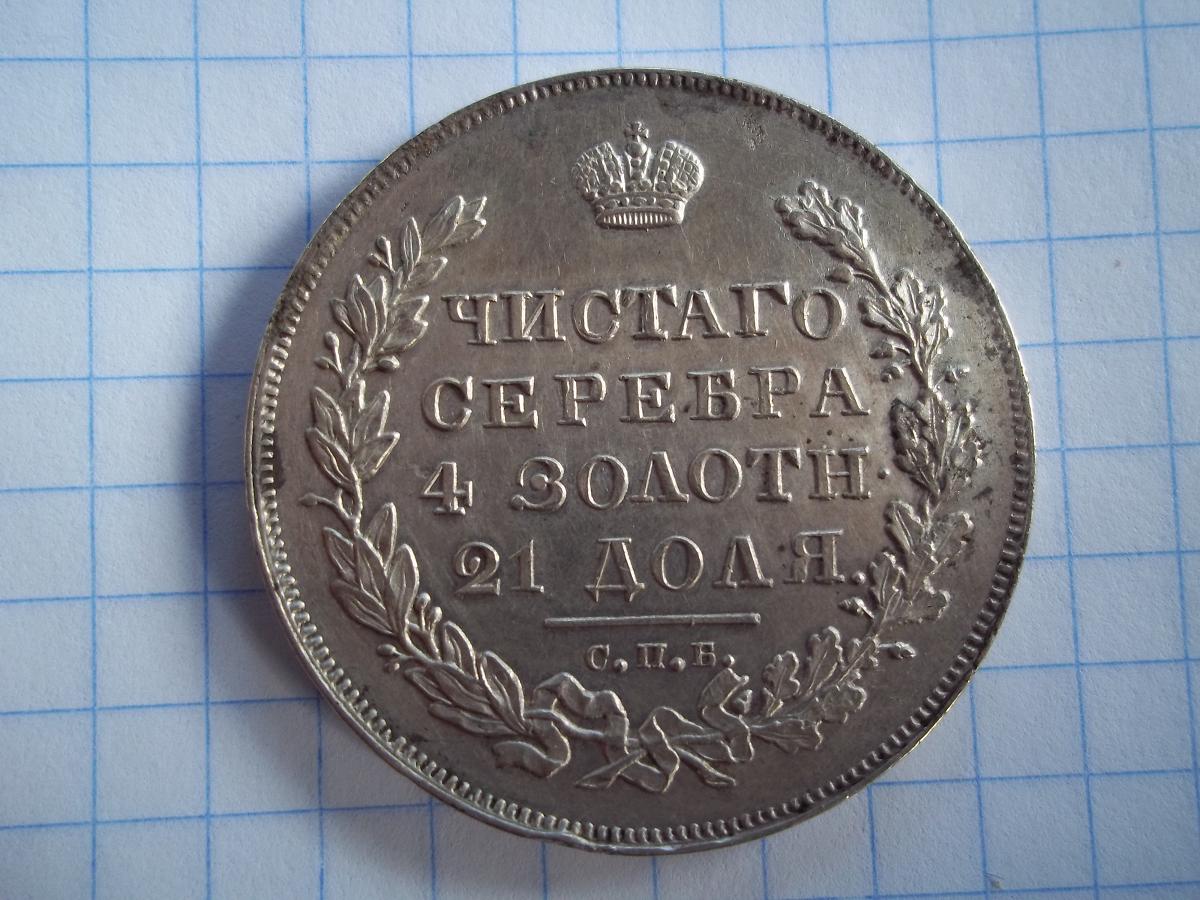 ЧИСТАГО
СЕРЕБРА
4 ЗОЛОТН.
21 ДОЛЯ.
С.П.Б.